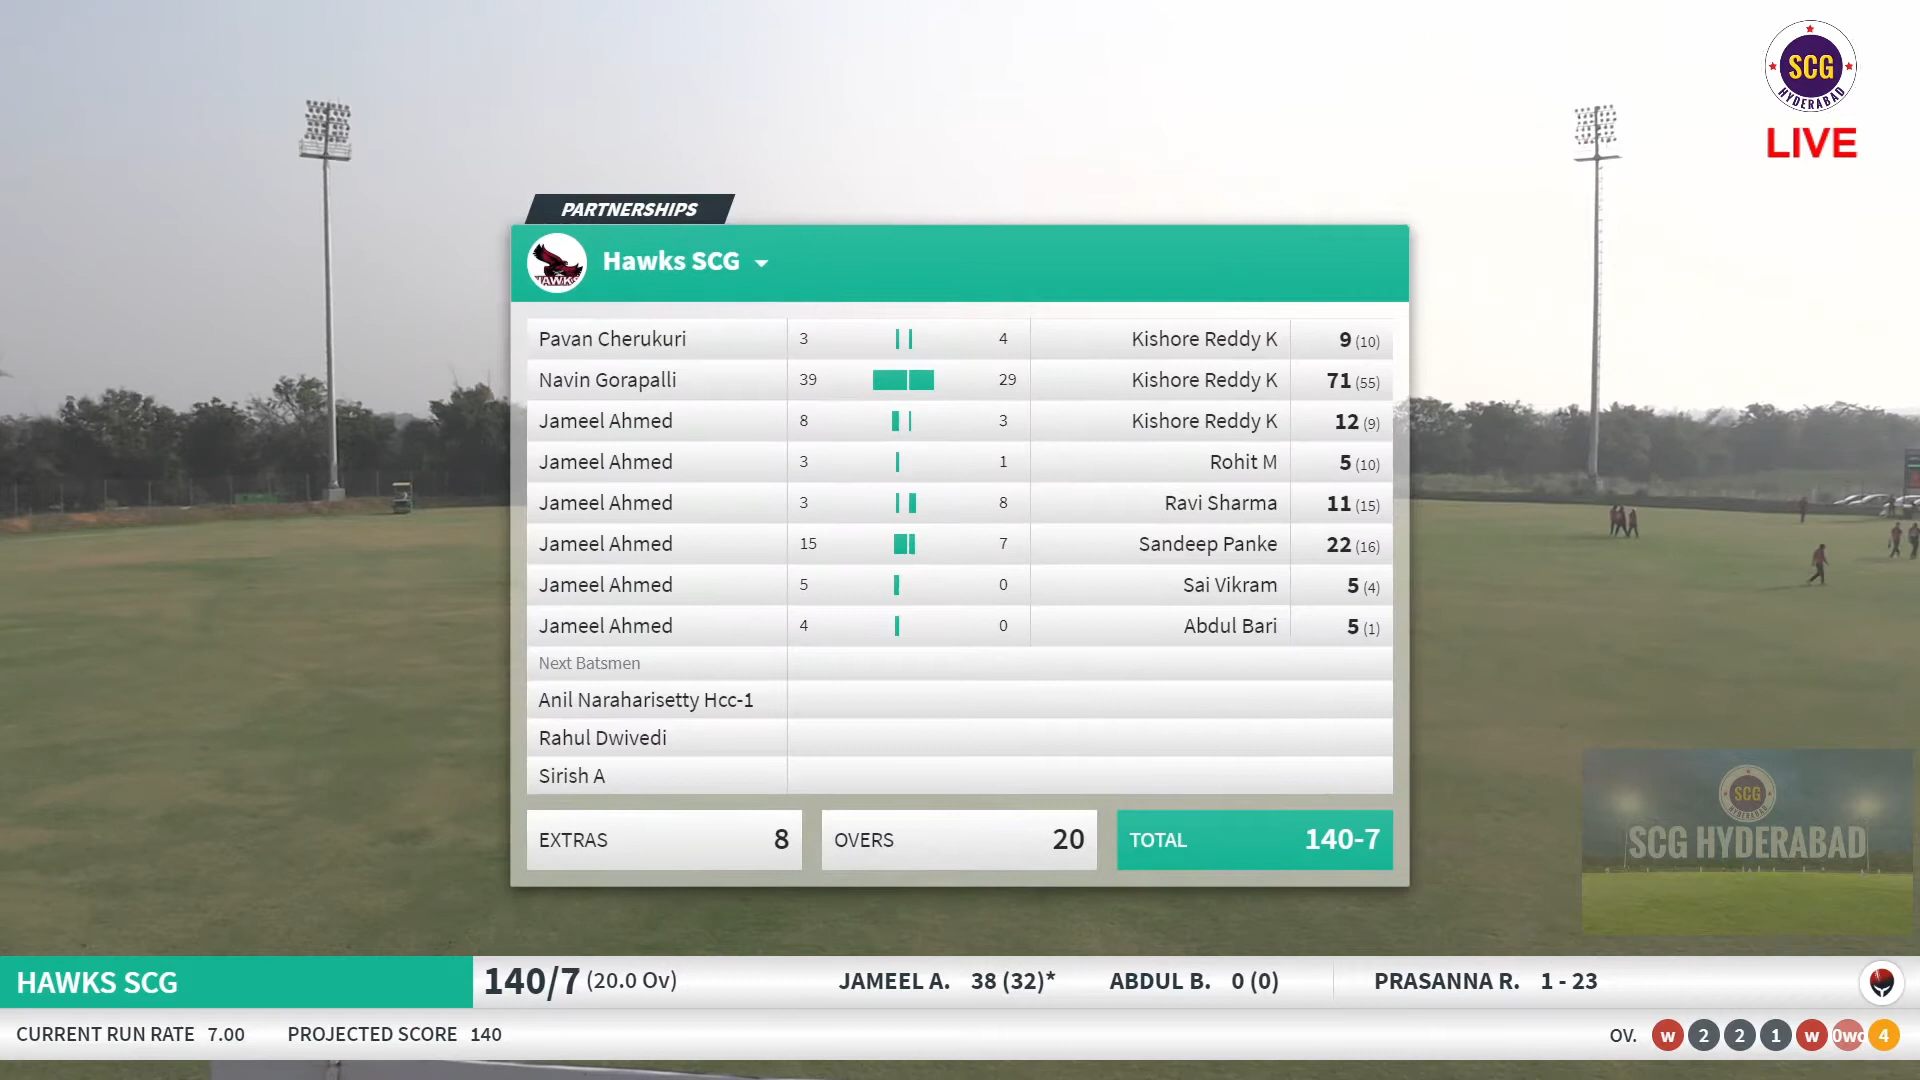 SCG
HYDERABAD
LIVE
PARTNERSHIPS
HAWKS
Hawks SCG
Pavan Cherukuri 3 4 Kishore Reddy K 9 (10)
Navin Gorapalli 39 29 Kishore Reddy K 71 (55)
Jameel Ahmed 8 3 Kishore Reddy K 12 (9)
Jameel Ahmed 3 1 Rohit M 5 (10)
Jameel Ahmed 3 8 Ravi Sharma 11 (15)
Jameel Ahmed 15 7 Sandeep Panke 22 (16)
Jameel Ahmed 5 0 Sai Vikram 5 (4)
Jameel Ahmed 4 0 Abdul Bari 5 (1)
Next Batsmen
Anil Naraharisetty Hcc-1
Rahul Dwivedi
Sirish A
EXTRAS 8 OVERS 20 TOTAL 140-7
SCG
SCG HYDERABAD
HAWKS SCG 140/7 (20.0 Ov) JAMEEL A. 38 (32)* ABDUL B. 0 (0) PRASANNA R. 1 - 23
CURRENT RUN RATE 7.00 PROJECTED SCORE 140 OV. w 2 2 1 w 4